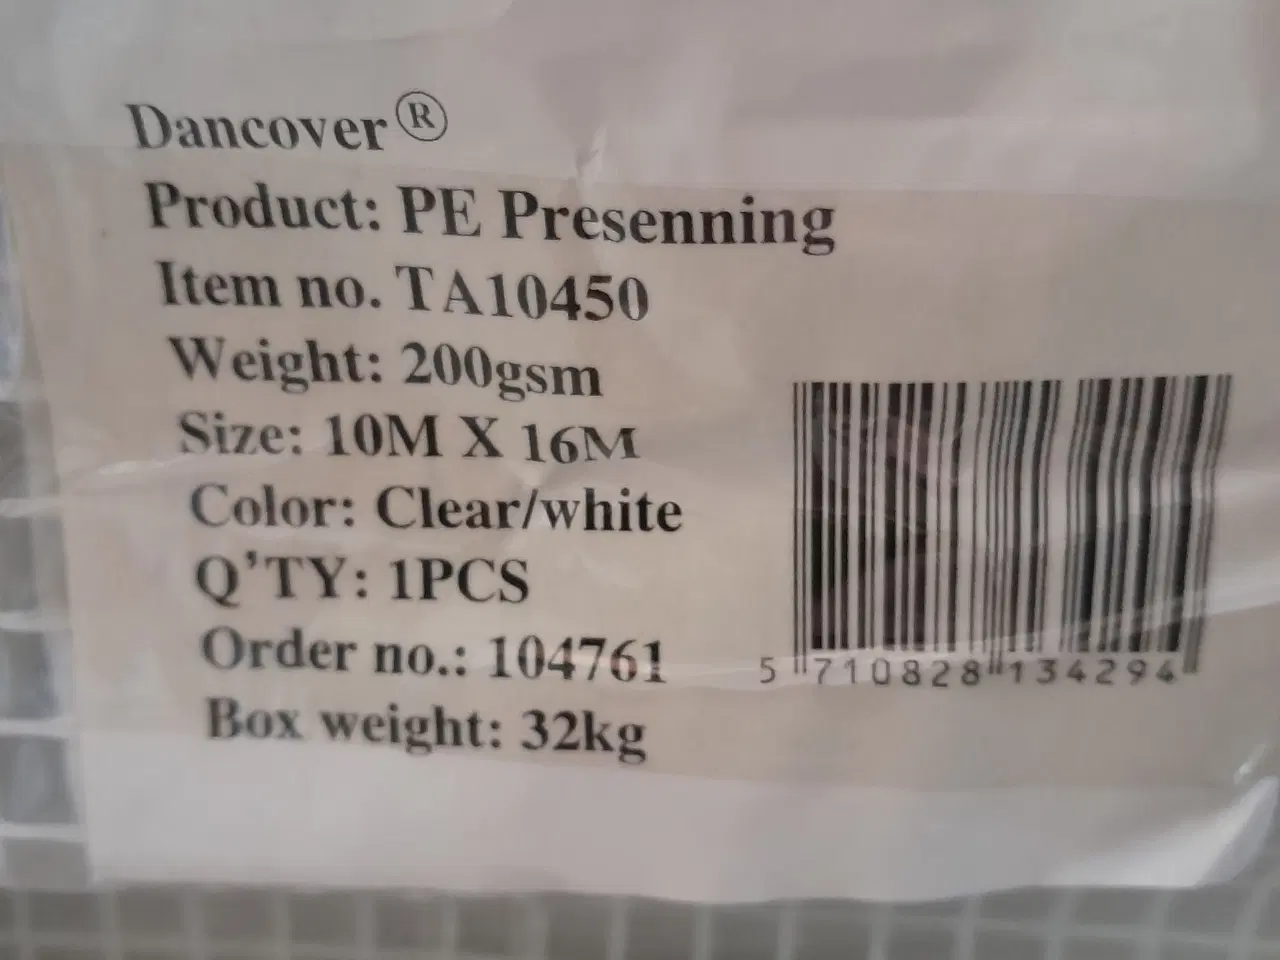 Dancover®
Product: PE Presenning
Item no. TA10450
Weight: 200gsm
Size: 10M X 16M
Color: Clear/white
Q'TY: 1PCS
Order no.: 104761
Box weight: 32kg
5 710828 134294